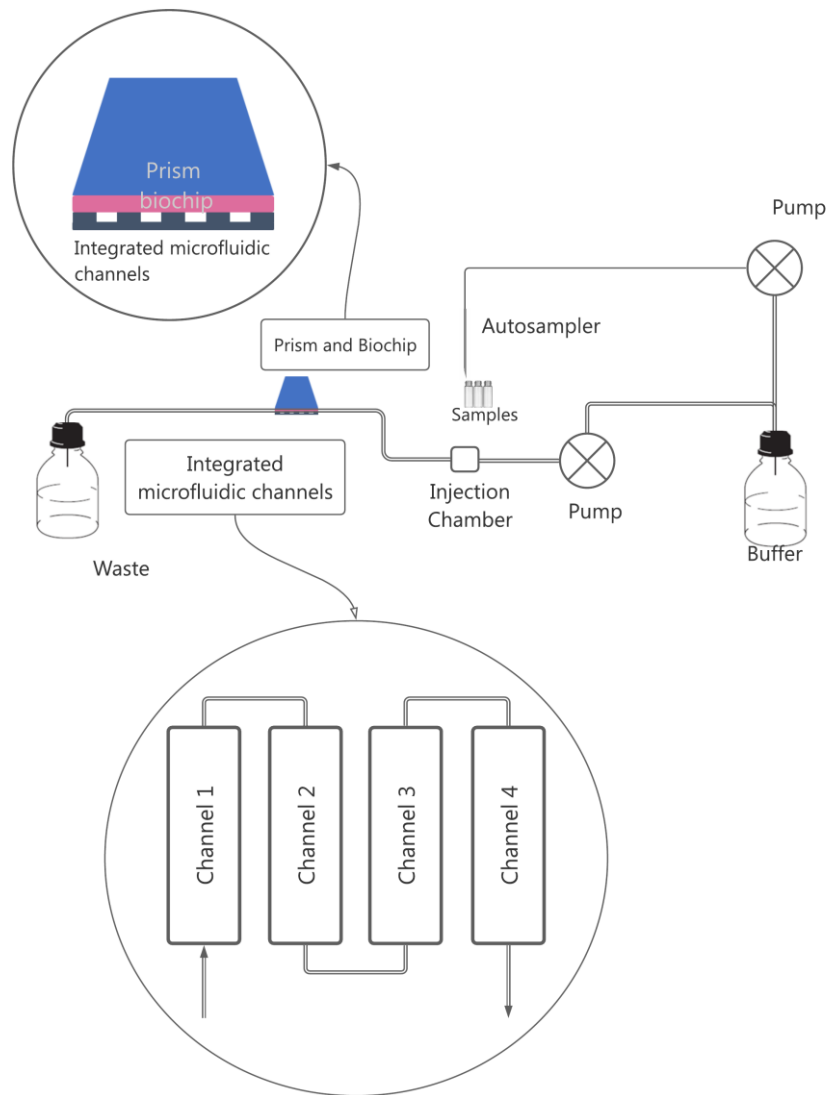 Prism
biochip
Integrated microfluidic
channels
Pump
Autosampler
Prism and Biochip
Samples
Integrated
microfluidic channels
Injection
Chamber
Pump
Buffer
Waste
Channel 1
Channel 2
Channel 3
Channel 4